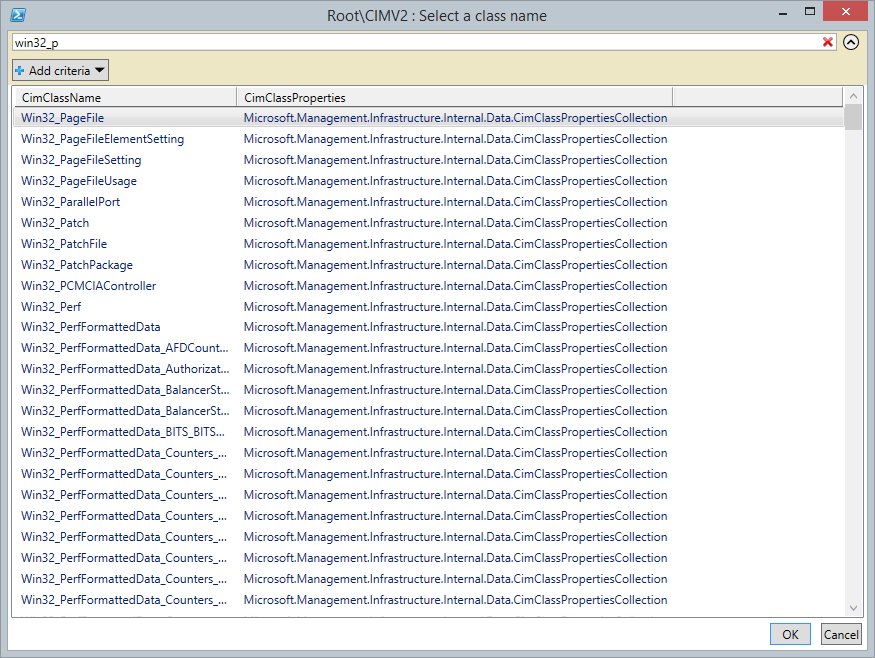 Root\CIMV2 : Select a class name
win32_p
Add criteria
CimClassName CimClassProperties
Win32_PageFile Microsoft.Management.Infrastructure.Internal.Data.CimClassPropertiesCollection
Win32_PageFileElementSetting Microsoft.Management.Infrastructure.Internal.Data.CimClassPropertiesCollection
Win32_PageFileSetting Microsoft.Management.Infrastructure.Internal.Data.CimClassPropertiesCollection
Win32_PageFileUsage Microsoft.Management.Infrastructure.Internal.Data.CimClassPropertiesCollection
Win32_ParallelPort Microsoft.Management.Infrastructure.Internal.Data.CimClassPropertiesCollection
Win32_Patch Microsoft.Management.Infrastructure.Internal.Data.CimClassPropertiesCollection
Win32_PatchFile Microsoft.Management.Infrastructure.Internal.Data.CimClassPropertiesCollection
Win32_PatchPackage Microsoft.Management.Infrastructure.Internal.Data.CimClassPropertiesCollection
Win32_PCMCIAController Microsoft.Management.Infrastructure.Internal.Data.CimClassPropertiesCollection
Win32_Perf Microsoft.Management.Infrastructure.Internal.Data.CimClassPropertiesCollection
Win32_PerfFormattedData Microsoft.Management.Infrastructure.Internal.Data.CimClassPropertiesCollection
Win32_PerfFormattedData_AFDCount... Microsoft.Management.Infrastructure.Internal.Data.CimClassPropertiesCollection
Win32_PerfFormattedData_Authorizat... Microsoft.Management.Infrastructure.Internal.Data.CimClassPropertiesCollection
Win32_PerfFormattedData_BalancerSt... Microsoft.Management.Infrastructure.Internal.Data.CimClassPropertiesCollection
Win32_PerfFormattedData_BalancerSt... Microsoft.Management.Infrastructure.Internal.Data.CimClassPropertiesCollection
Win32_PerfFormattedData_BITS_BITS... Microsoft.Management.Infrastructure.Internal.Data.CimClassPropertiesCollection
Win32_PerfFormattedData_Counters_... Microsoft.Management.Infrastructure.Internal.Data.CimClassPropertiesCollection
Win32_PerfFormattedData_Counters_... Microsoft.Management.Infrastructure.Internal.Data.CimClassPropertiesCollection
Win32_PerfFormattedData_Counters_... Microsoft.Management.Infrastructure.Internal.Data.CimClassPropertiesCollection
Win32_PerfFormattedData_Counters_... Microsoft.Management.Infrastructure.Internal.Data.CimClassPropertiesCollection
Win32_PerfFormattedData_Counters_... Microsoft.Management.Infrastructure.Internal.Data.CimClassPropertiesCollection
Win32_PerfFormattedData_Counters_... Microsoft.Management.Infrastructure.Internal.Data.CimClassPropertiesCollection
Win32_PerfFormattedData_Counters_... Microsoft.Management.Infrastructure.Internal.Data.CimClassPropertiesCollection
Win32_PerfFormattedData_Counters_... Microsoft.Management.Infrastructure.Internal.Data.CimClassPropertiesCollection
OK Cancel